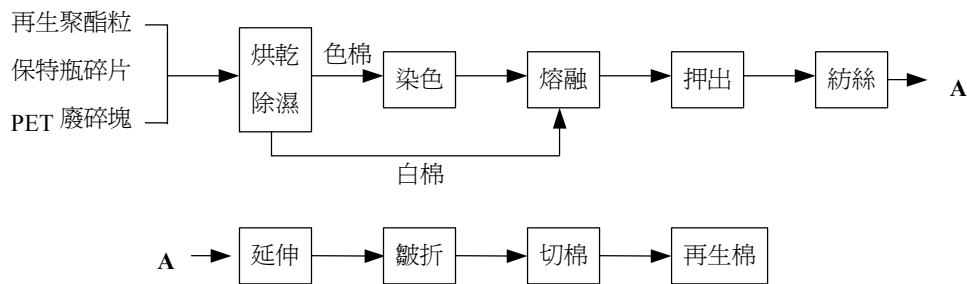 再生聚酯粒
保特瓶碎片
PET 廢碎塊
烘乾
除濕
色棉
染色
熔融
押出
紡絲
A
白棉
A
延伸
皺折
切棉
再生棉